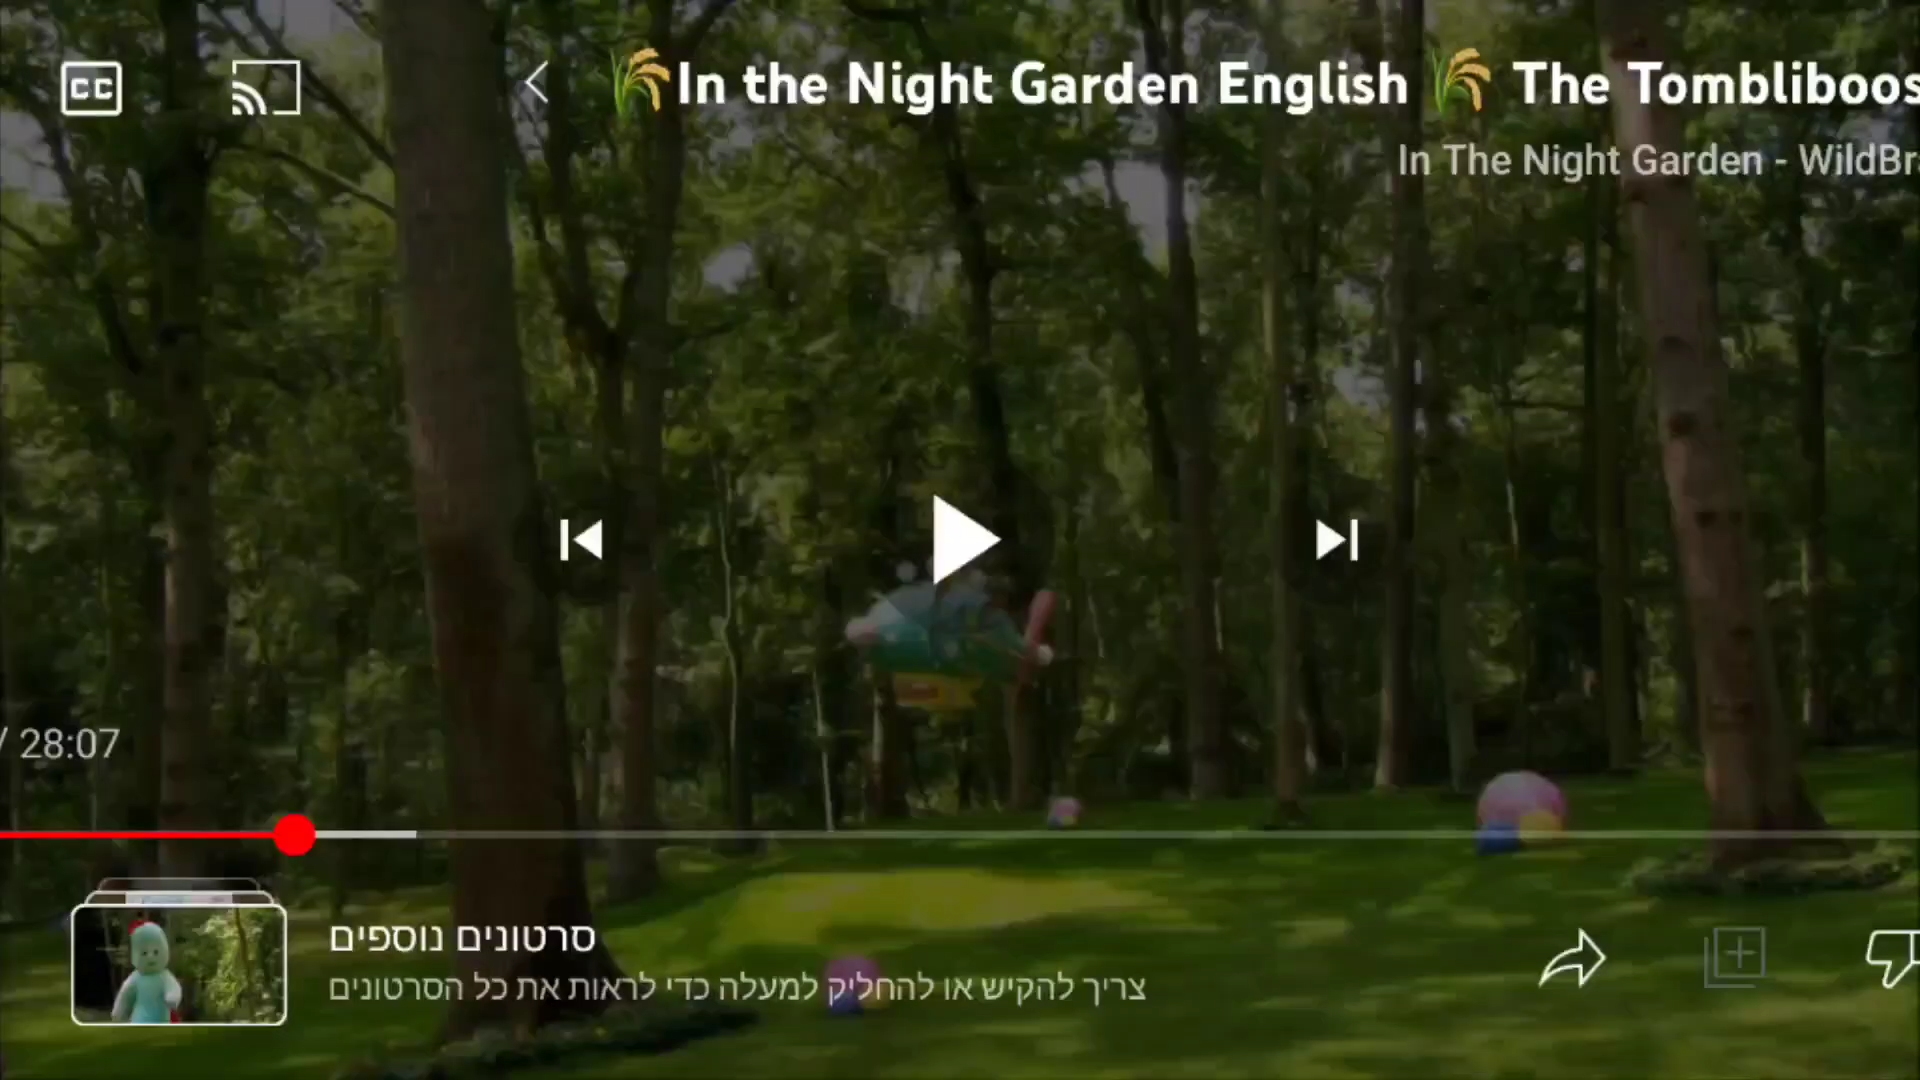 CC
🌾In the Night Garden English 🌾 The Tombliboos
In The Night Garden - WildBr
/ 28:07
סרטונים נוספים
צריך להקיש או להחליק למעלה כדי לראות את כל הסרטונים